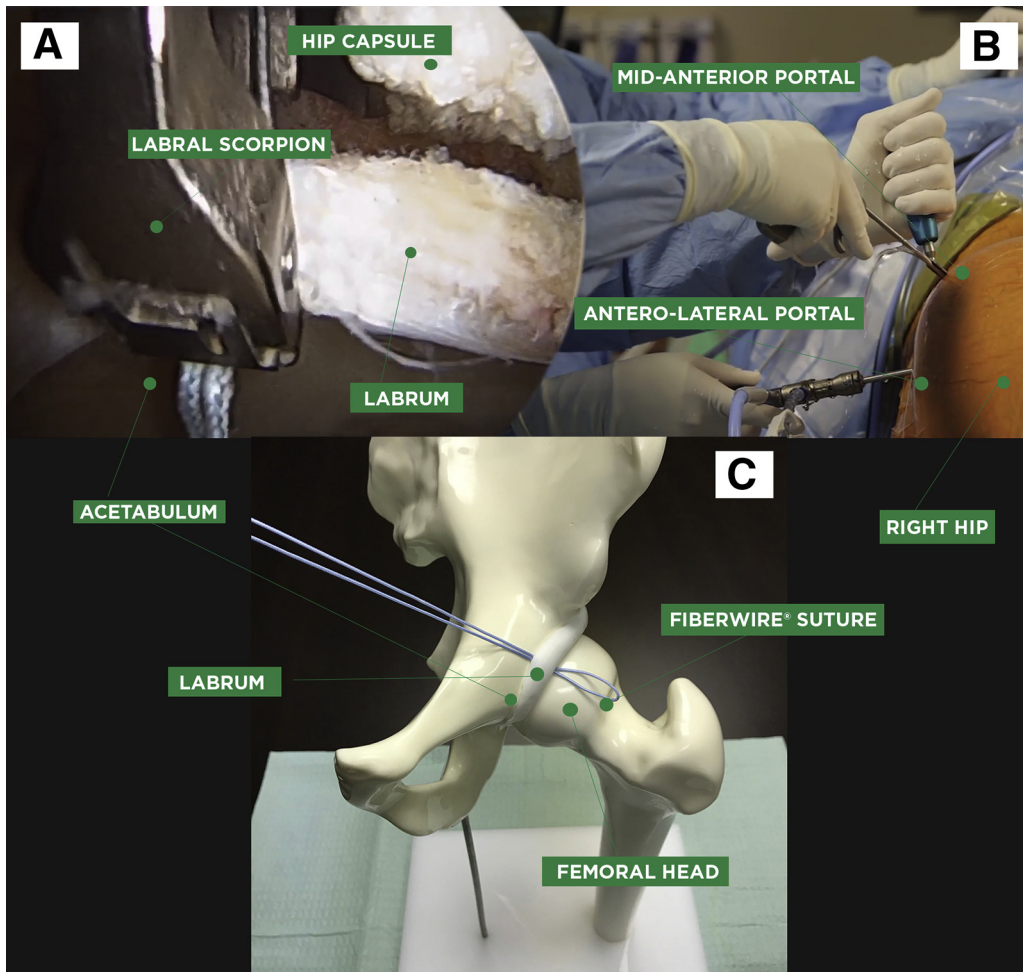 A
HIP CAPSULE
B
MID-ANTERIOR PORTAL
LABRAL SCORPION
ANTERO-LATERAL PORTAL
LABRUM
C
ACETABULUM
RIGHT HIP
FIBERWIRE® SUTURE
LABRUM
FEMORAL HEAD